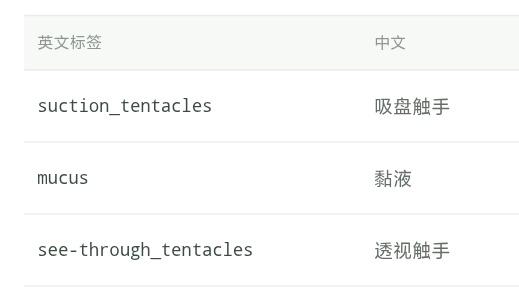 英文标签 中文
suction_tentacles 吸盘触手
mucus 黏液
see-through_tentacles 透视触手